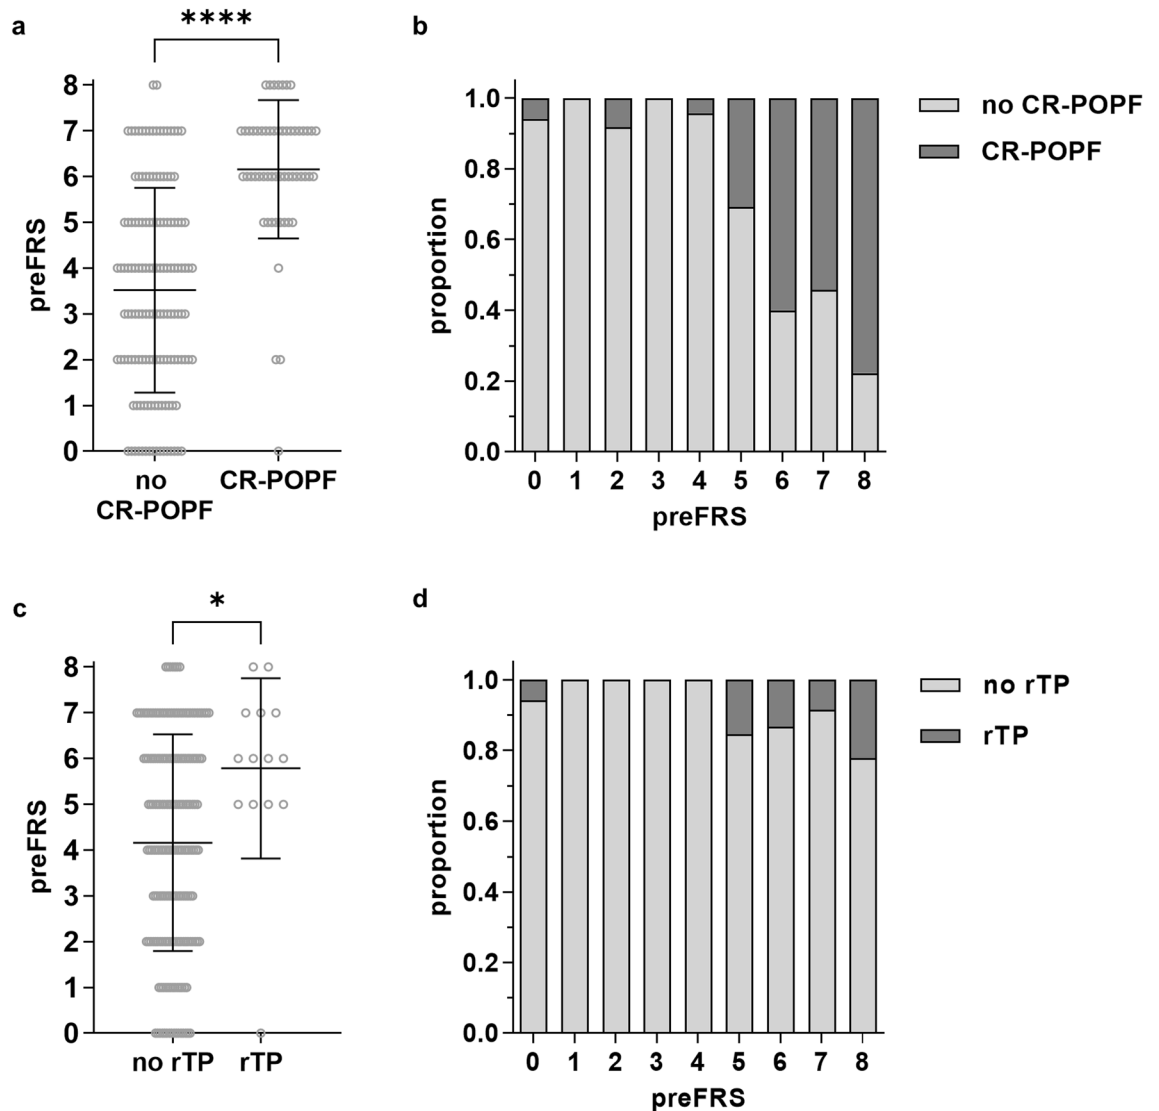 a
****
preFRS
8
7
6
5
4
3
2
1
0
no
CR-POPF
CR-POPF
b
proportion
1.0
0.8
0.6
0.4
0.2
0.0
0 1 2 3 4 5 6 7 8
preFRS
no CR-POPF
CR-POPF
c
*
preFRS
8
7
6
5
4
3
2
1
0
no rTP rTP
d
proportion
1.0
0.8
0.6
0.4
0.2
0.0
0 1 2 3 4 5 6 7 8
preFRS
no rTP
rTP